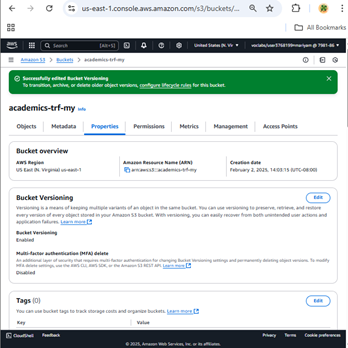 us-east-1.console.aws.amazon.com/s3/buckets/...
All Bookmarks
aws
Search
[Alt+S]
United States (N. Vi
Amazon S3 > Buckets > academics-trf-my
Successfully edited Bucket Versioning
To transition, archive, or delete older object versions, configure lifecycle rules for this bucket.
academics-trf-my Info
Objects Metadata Properties Permissions Metrics Management Access Points
Bucket overview
AWS Region
US East (N. Virginia) us-east-1
Amazon Resource Name (ARN)
arn:aws:s3:::academics-trf-my
Creation date
February 2, 2025, 14:03:15 (UTC-08:00)
Bucket Versioning
Edit
Versioning is a means of keeping multiple variants of an object in the same bucket. You can use versioning to preserve, retrieve, and restore
every version of every object stored in your Amazon S3 bucket. With versioning, you can easily recover from both unintended user actions and
application failures. Learn more
Bucket Versioning
Enabled
Multi-factor authentication (MFA) delete
An additional layer of security that requires multi-factor authentication for changing Bucket Versioning settings and permanently deleting object versions. To modify
MFA delete settings, use the AWS CLI, AWS SDK, or the Amazon S3 REST API. Learn more
Disabled
Tags (0)
Edit
You can use bucket tags to track storage costs and organize buckets. Learn more
Key Value
CloudShell Feedback Privacy Terms Cookie preferences
© 2025, Amazon Web Services, Inc. or its affiliates.